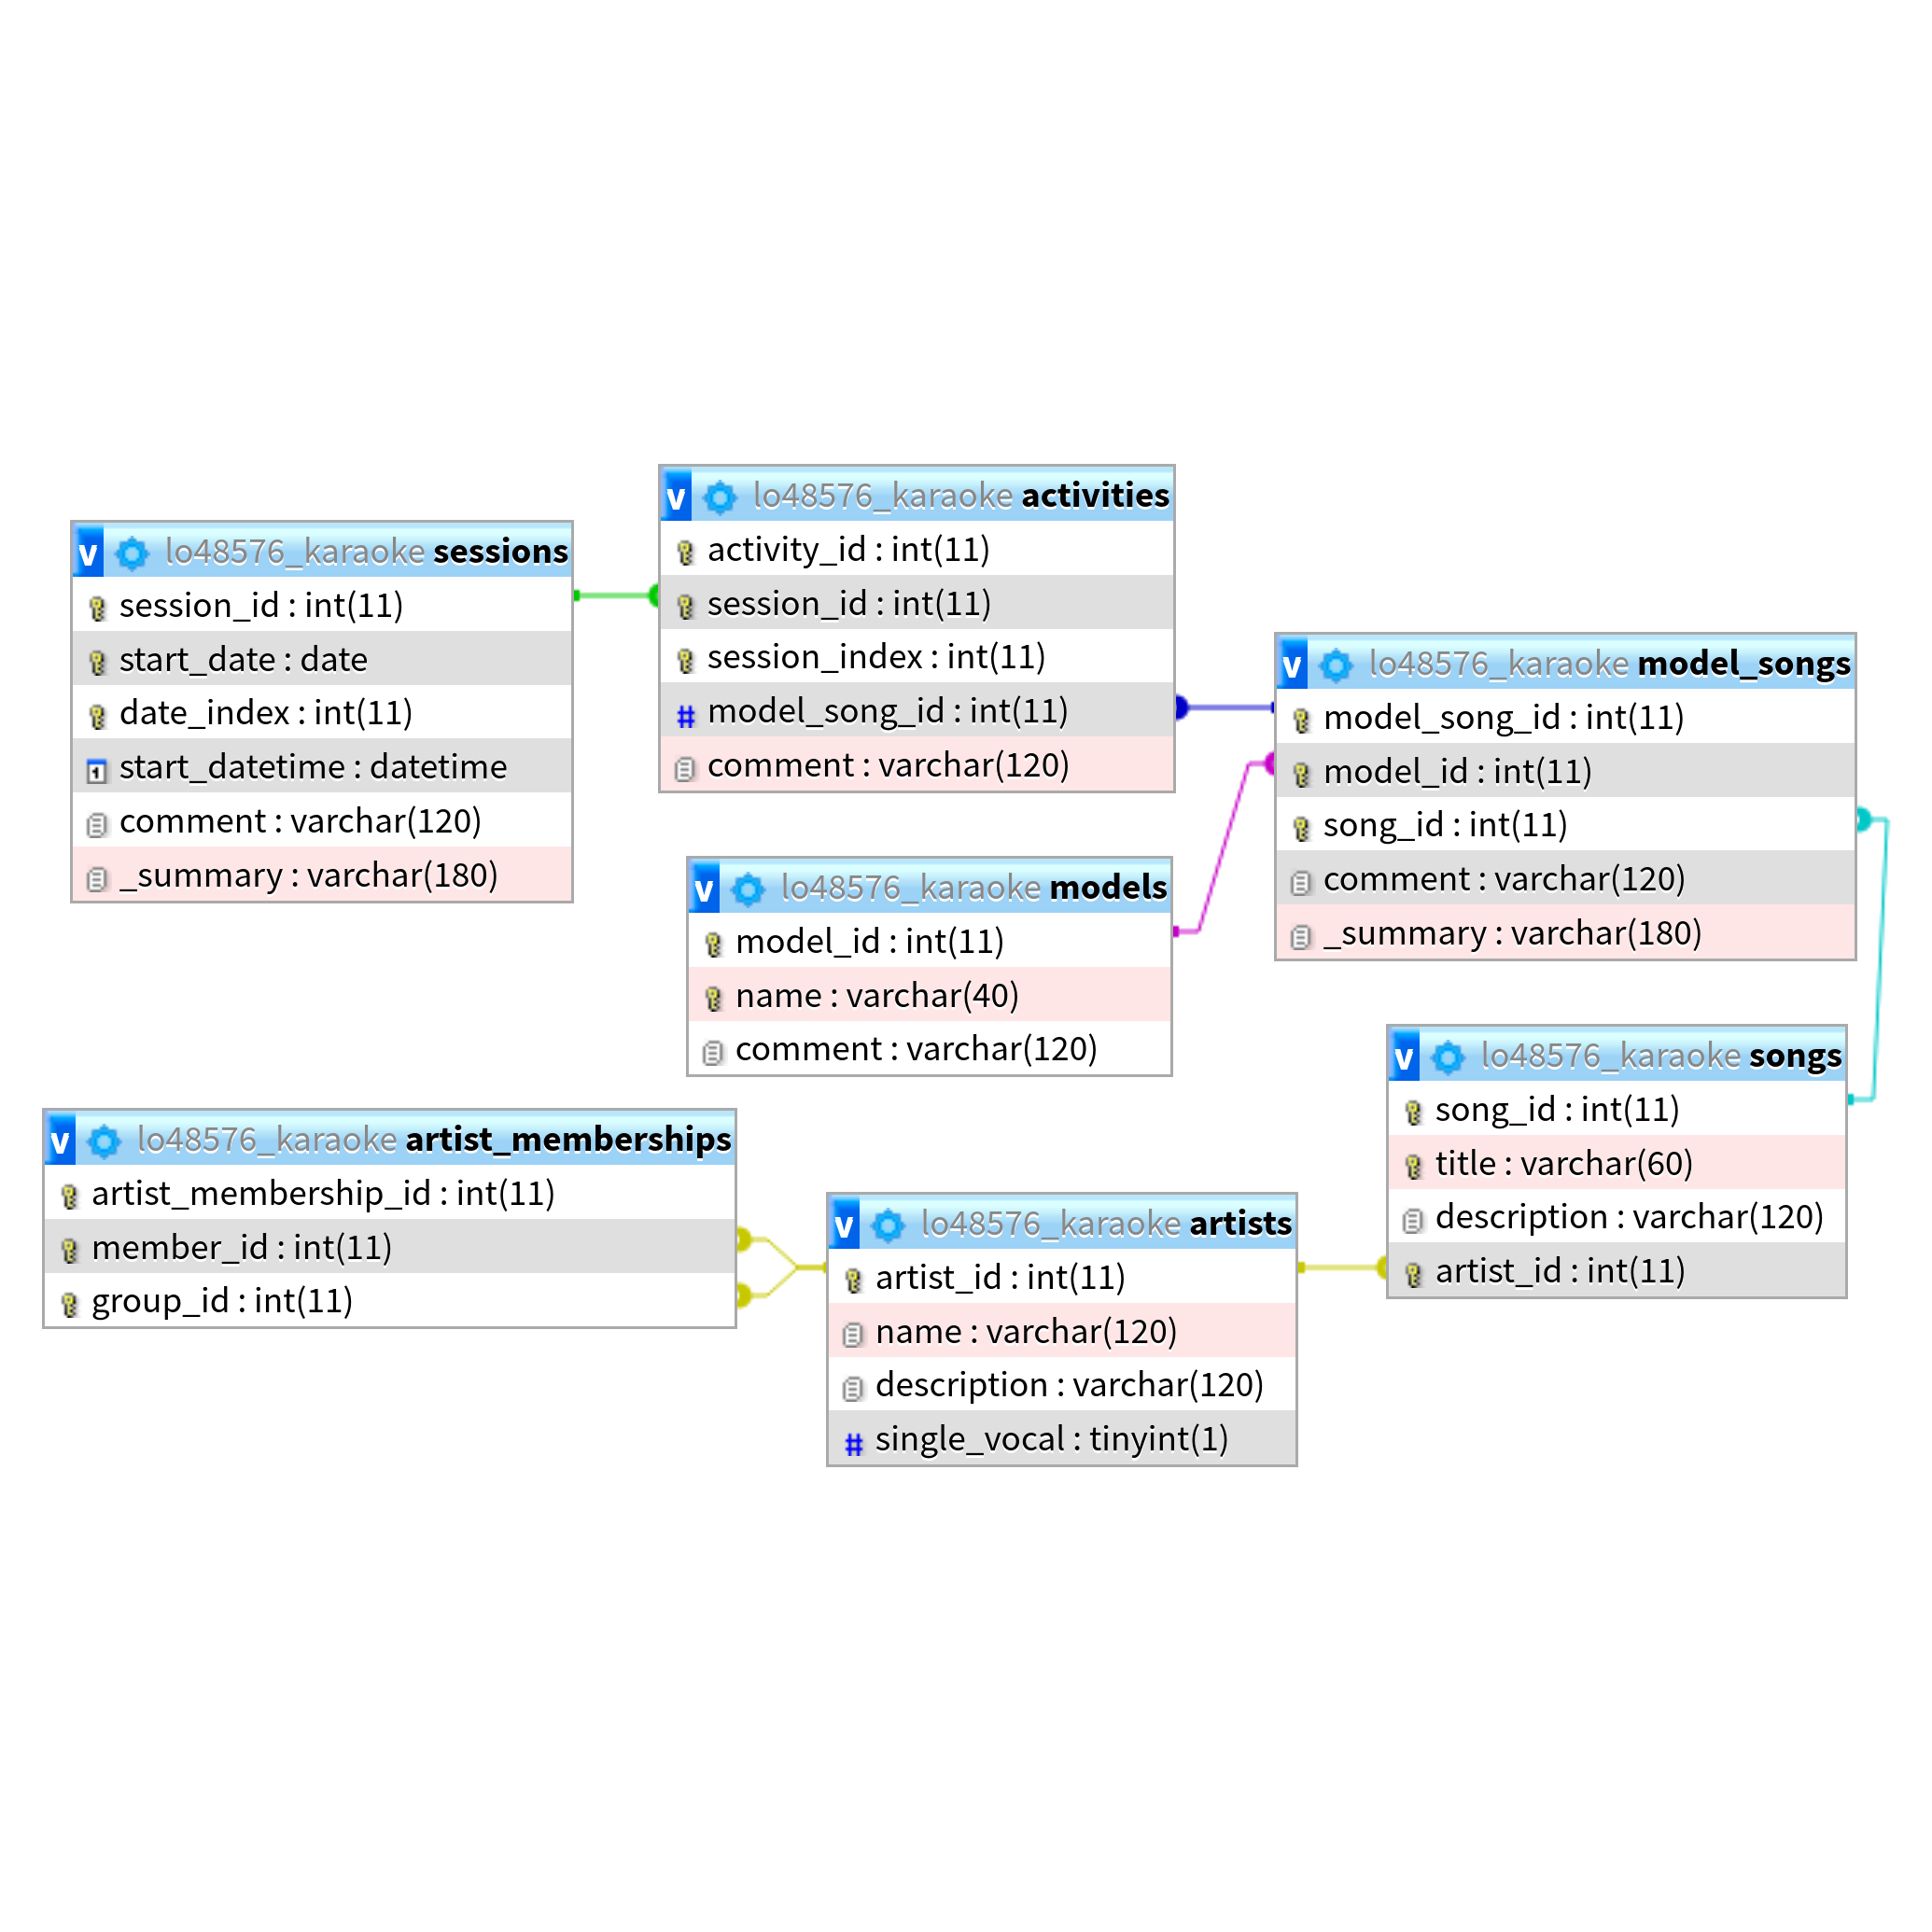 v lo48576_karaoke sessions
session_id : int(11)
start_date : date
date_index : int(11)
start_datetime : datetime
comment : varchar(120)
_summary : varchar(180)
v lo48576_karaoke activities
activity_id : int(11)
session_id : int(11)
session_index : int(11)
# model_song_id : int(11)
comment : varchar(120)
v lo48576_karaoke model_songs
model_song_id : int(11)
model_id : int(11)
song_id : int(11)
comment : varchar(120)
_summary : varchar(180)
v lo48576_karaoke models
model_id : int(11)
name : varchar(40)
comment : varchar(120)
v lo48576_karaoke songs
song_id : int(11)
title : varchar(60)
description : varchar(120)
artist_id : int(11)
v lo48576_karaoke artist_memberships
artist_membership_id : int(11)
member_id : int(11)
group_id : int(11)
v lo48576_karaoke artists
artist_id : int(11)
name : varchar(120)
description : varchar(120)
# single_vocal : tinyint(1)